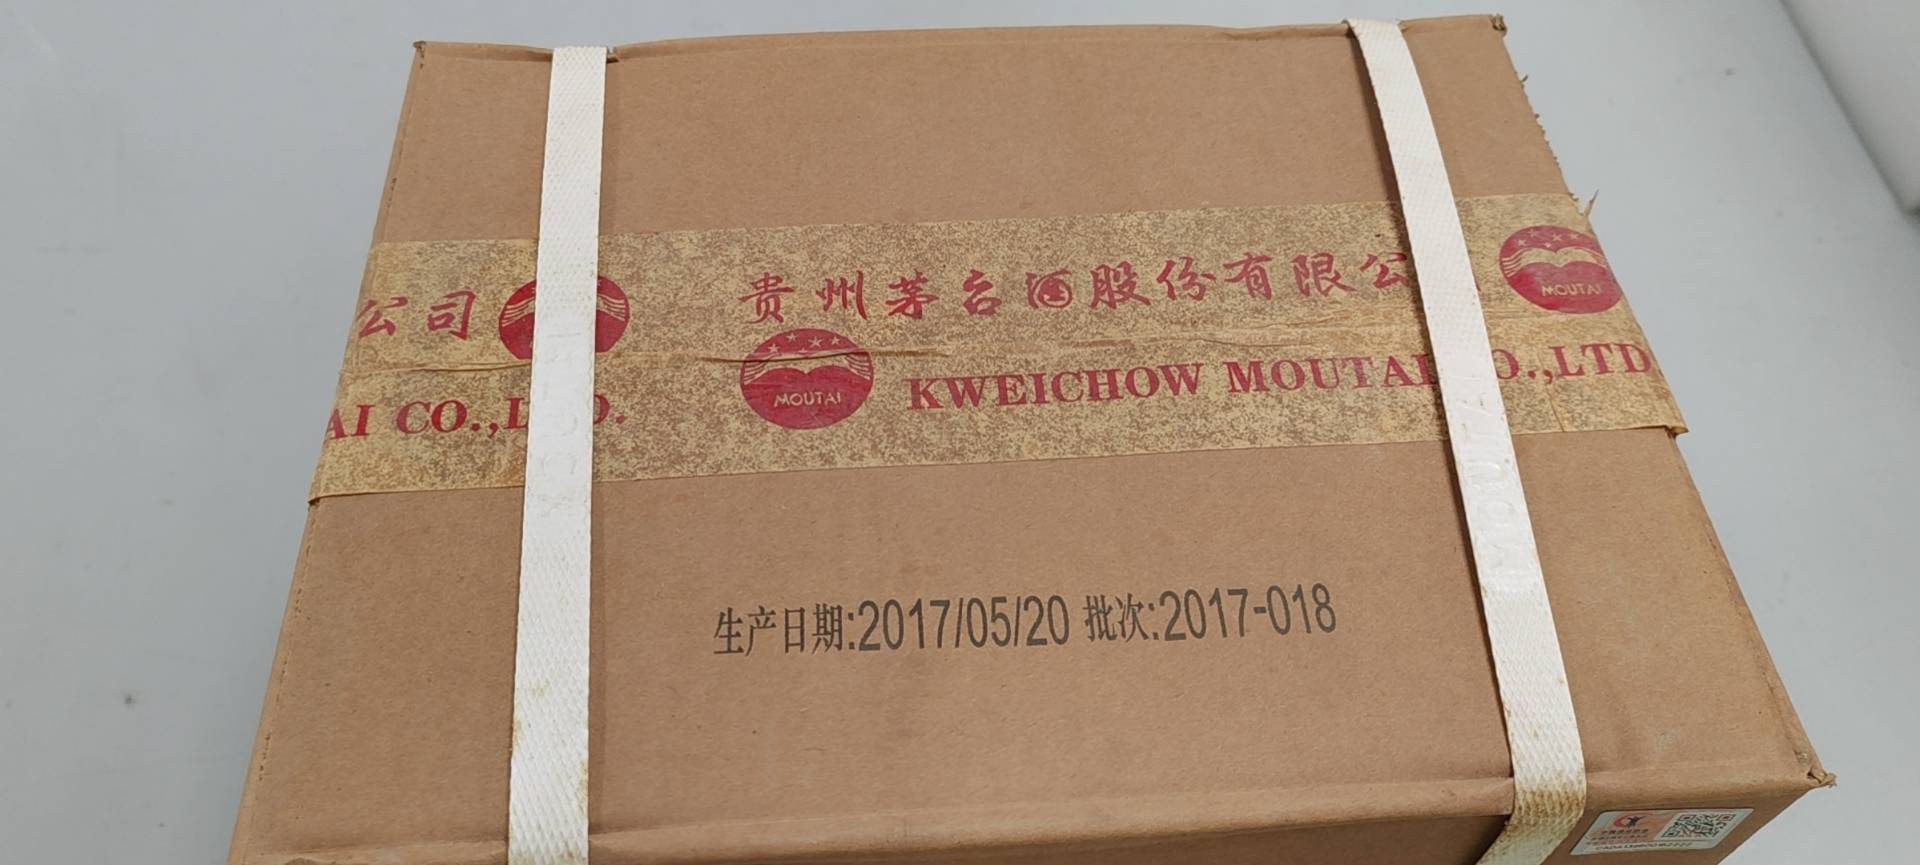 公司
贵州茅台酒股份有限公
MOUTAI
AI CO.,L D.
MOUTAI
KWEICHOW MOUTAI O.,LTD
生产日期:2017/05/20 批次:2017-018